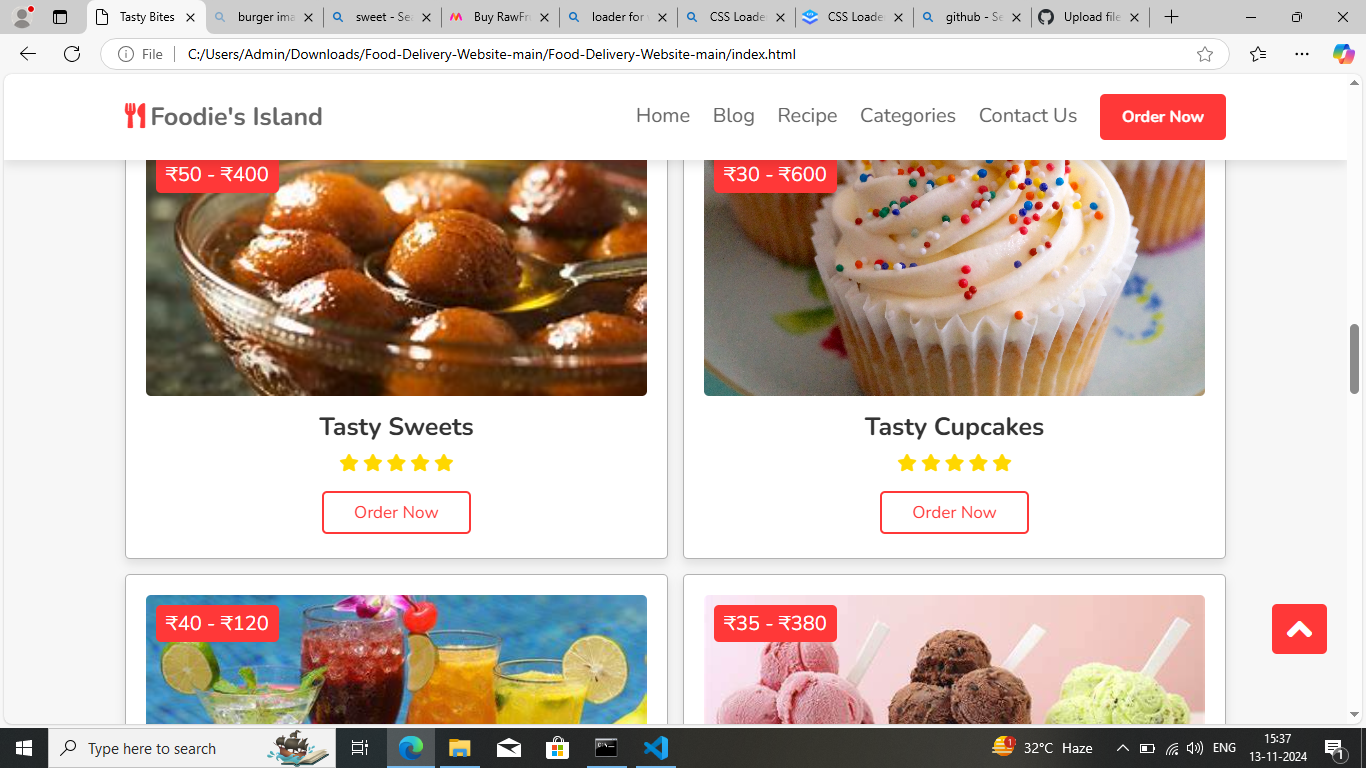 Tasty Bites
burger ima
sweet - Se
Buy RawFr
loader for
CSS Loade
CSS Loade
github - Se
Upload file
File
C:/Users/Admin/Downloads/Food-Delivery-Website-main/Food-Delivery-Website-main/index.html
Foodie's Island
Home
Blog
Recipe
Categories
Contact Us
Order Now
₹50 - ₹400
₹30 - ₹600
Tasty Sweets
Tasty Cupcakes
Order Now
Order Now
₹40 - ₹120
₹35 - ₹380
Type here to search
1
32°C Haze
ENG
15:37
13-11-2024
1